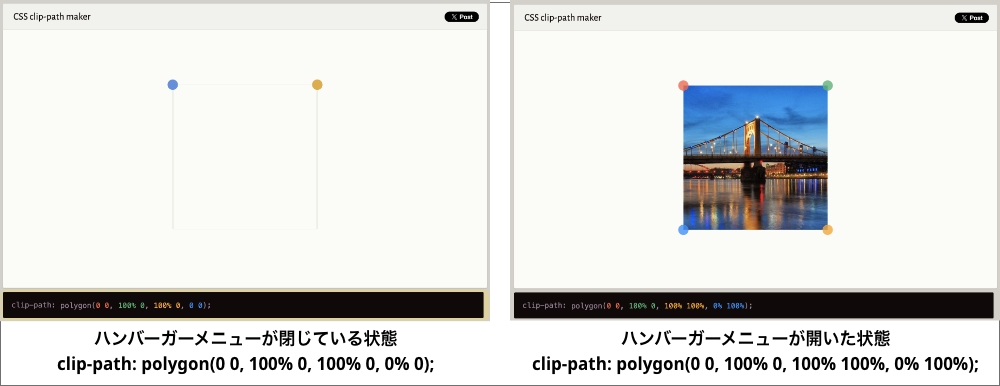 CSS clip-path maker
X Post
clip-path: polygon(0 0, 100% 0, 100% 0, 0 0);
ハンバーガーメニューが閉じている状態
clip-path: polygon(0 0, 100% 0, 100% 0, 0% 0);
CSS clip-path maker
X Post
clip-path: polygon(0 0, 100% 0, 100% 100%, 0% 100%);
ハンバーガーメニューが開いた状態
clip-path: polygon(0 0, 100% 0, 100% 100%, 0% 100%);